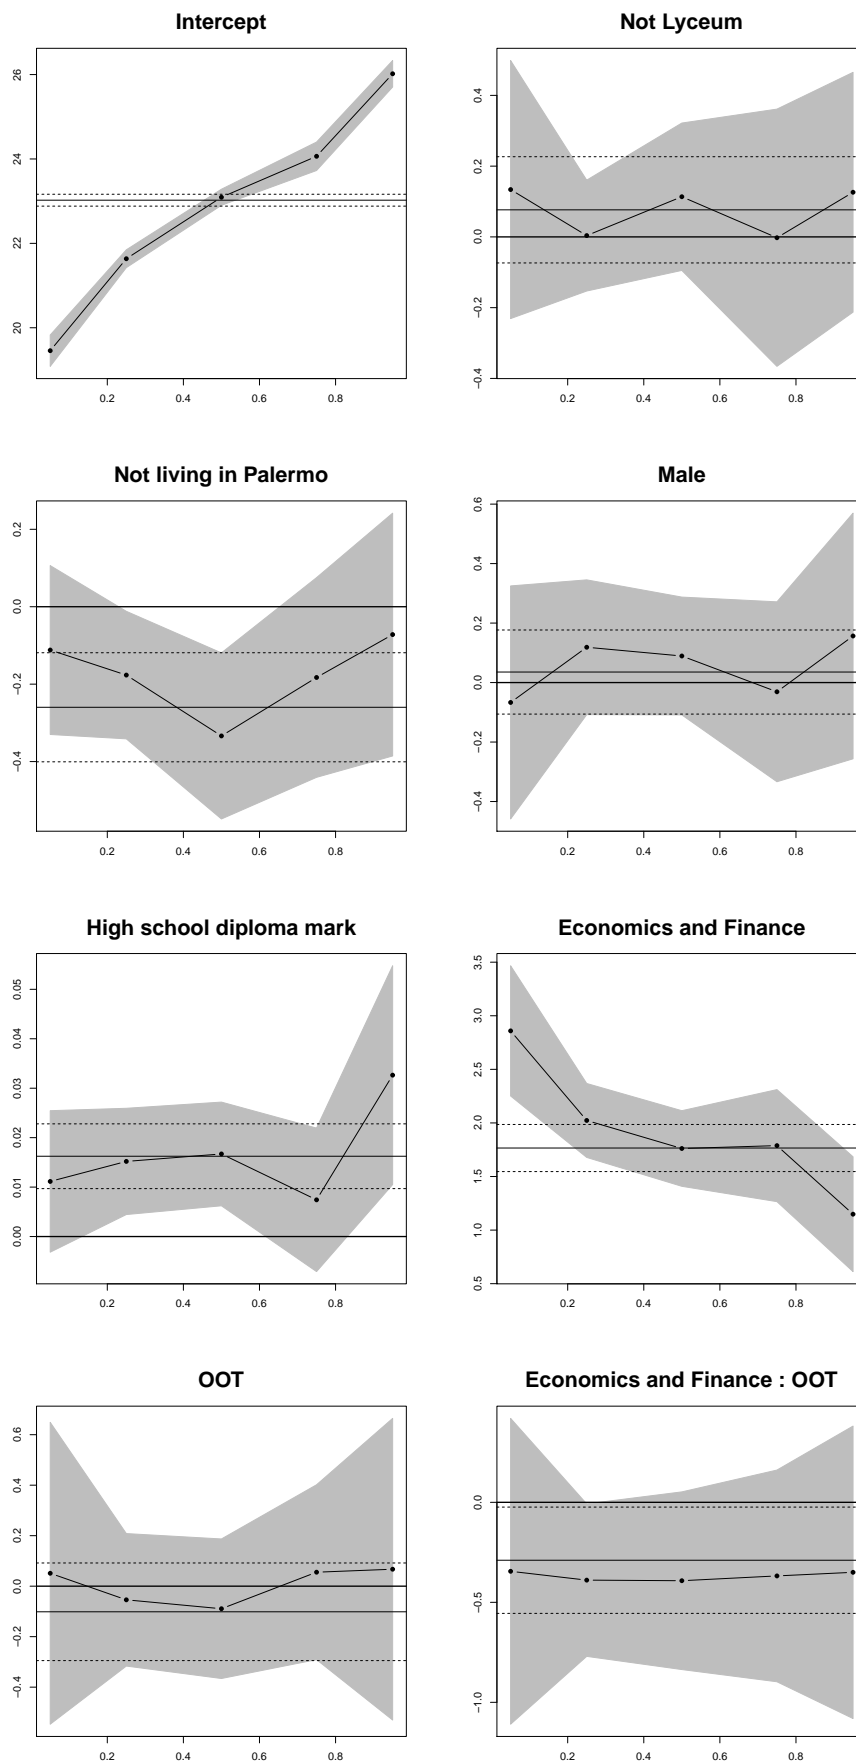 Intercept
26
24
22
20
0.2 0.4 0.6 0.8
Not Lyceum
0.4
0.2
0.0
−0.2
−0.4
0.2 0.4 0.6 0.8
Not living in Palermo
0.2
0.0
−0.2
−0.4
0.2 0.4 0.6 0.8
Male
0.6
0.4
0.2
0.0
−0.2
−0.4
0.2 0.4 0.6 0.8
High school diploma mark
0.05
0.04
0.03
0.02
0.01
0.00
0.2 0.4 0.6 0.8
Economics and Finance
3.5
3.0
2.5
2.0
1.5
1.0
0.5
0.2 0.4 0.6 0.8
OOT
0.6
0.4
0.2
0.0
−0.2
−0.4
0.2 0.4 0.6 0.8
Economics and Finance : OOT
0.0
−0.5
−1.0
0.2 0.4 0.6 0.8